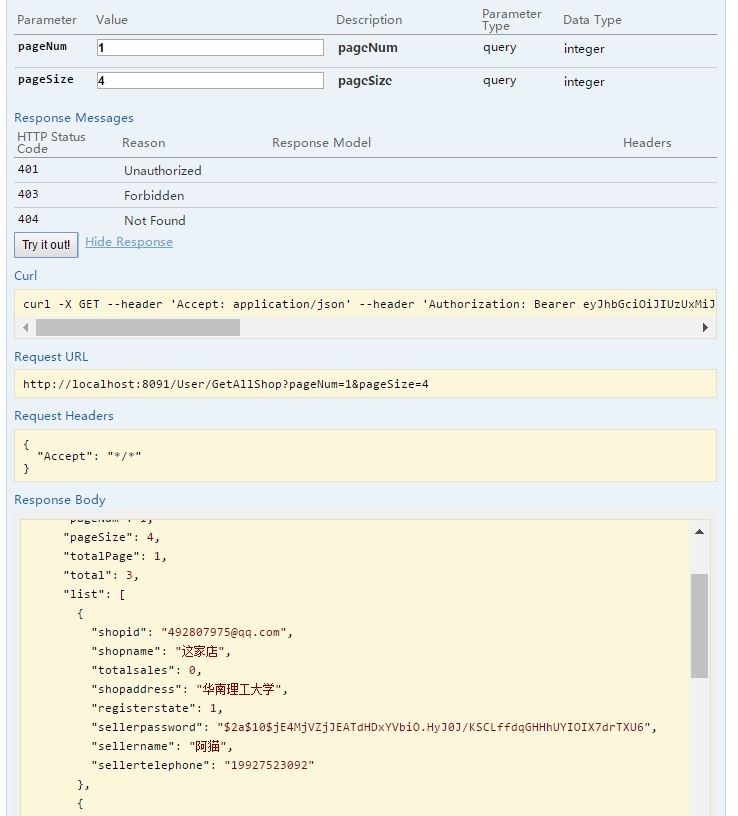 Parameter Value Description Parameter Type Data Type
pageNum 1 pageNum query integer
pageSize 4 pageSize query integer
Response Messages
HTTP Status Code Reason Response Model Headers
401 Unauthorized
403 Forbidden
404 Not Found
Try it out! Hide Response
Curl
curl -X GET --header 'Accept: application/json' --header 'Authorization: Bearer eyJhbGciOiJIUzUxMiJ
Request URL
http://localhost:8091/User/GetAllShop?pageNum=1&pageSize=4
Request Headers
{
"Accept": "*/*"
}
Response Body
"pageNum": 1,
"pageSize": 4,
"totalPage": 1,
"total": 3,
"list": [
{
"shopid": "492807975@qq.com",
"shopname": "这家店",
"totalsales": 0,
"shopaddress": "华南理工大学",
"registerstate": 1,
"sellerpassword": "$2a$10$jE4MjVZjJEATdHDxYVbiO.HyJ0J/KSCLffdqGHHhUYIOIX7drTXU6",
"sellername": "阿猫",
"sellertelephone": "19927523092"
},
{